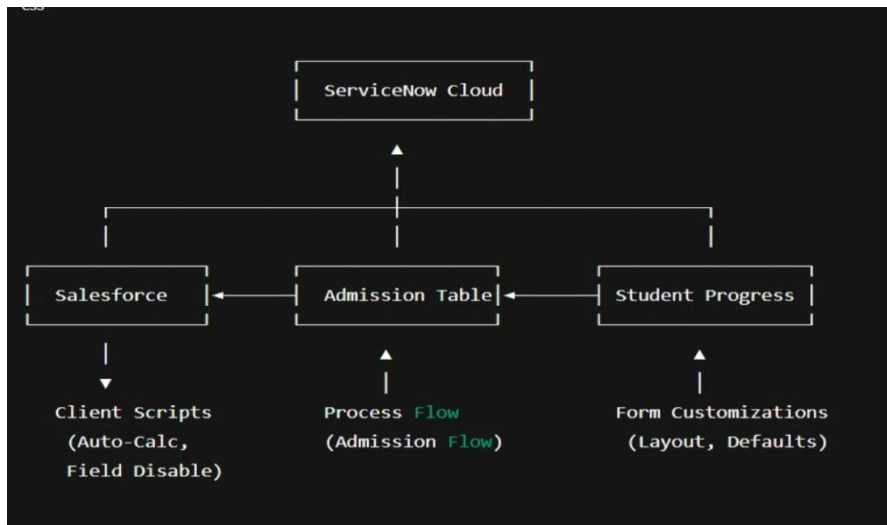 css
ServiceNow Cloud
Salesforce
Admission Table
Student Progress
Client Scripts
(Auto-Calc,
Field Disable)
Process Flow
(Admission Flow)
Form Customizations
(Layout, Defaults)